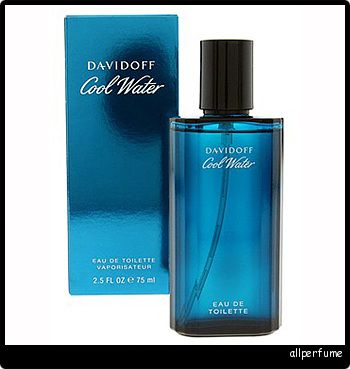 DAVIDOFF
Cool Water
EAU DE TOILETTE
VAPORISATEUR
2.5 FL OZ e 75 ml
DAVIDOFF
Cool Water
EAU DE
TOILETTE
allperfume